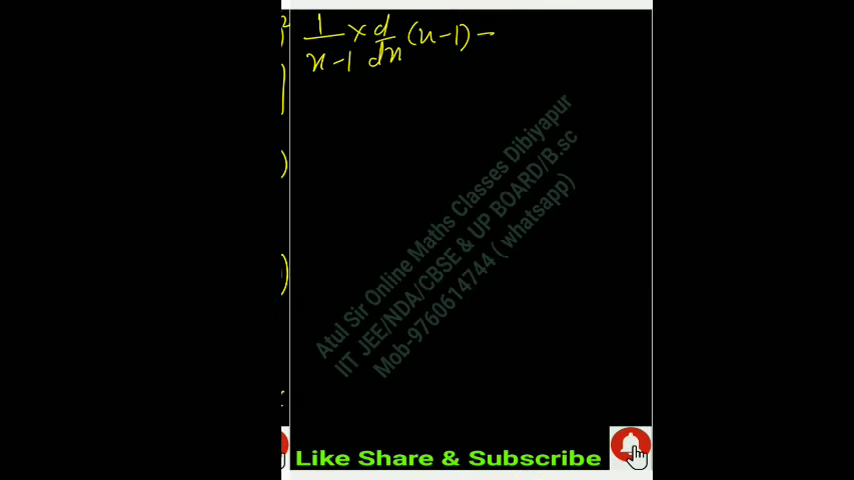 1/(x-1) × d/dx (x-1) -
Atul Sir Online Maths Classes Dibiyapur
IIT JEE/NDA/CBSE & UP BOARD/B.sc
Mob-9760614744 ( whatsapp)
Like Share & Subscribe